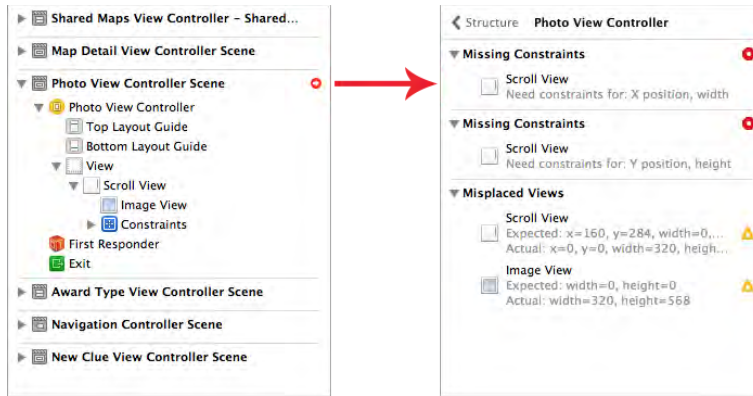 Shared Maps View Controller – Shared...
Map Detail View Controller Scene
Photo View Controller Scene
Photo View Controller
Top Layout Guide
Bottom Layout Guide
View
Scroll View
Image View
Constraints
First Responder
Exit
Award Type View Controller Scene
Navigation Controller Scene
New Clue View Controller Scene
Structure Photo View Controller
Missing Constraints
Scroll View
Need constraints for: X position, width
Missing Constraints
Scroll View
Need constraints for: Y position, height
Misplaced Views
Scroll View
Expected: x=160, y=284, width=0,...
Actual: x=0, y=0, width=320, heigh...
Image View
Expected: width=0, height=0
Actual: width=320, height=568